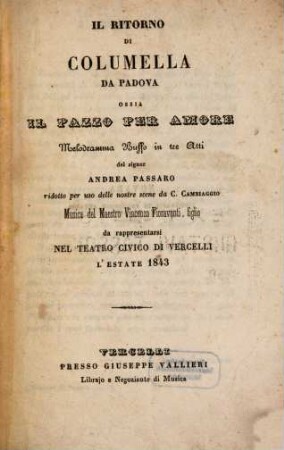 IL RITORNO
DI
COLUMELLA
DA PADOVA
OSSIA
IL PAZZO PER AMORE
Melodramma Buffo in tre Atti
del signor
ANDREA PASSARO
ridotto per uso delle nostre scene da C. CAMBIAGGIO
Musica del Maestro Vincenzo Fioravanti, figlio
da rappresentarsi
NEL TEATRO CIVICO DI VERCELLI
L'ESTATE 1843
VERCELLI
PRESSO GIUSEPPE VALLIERI
Librajo e Negoziente di Musica